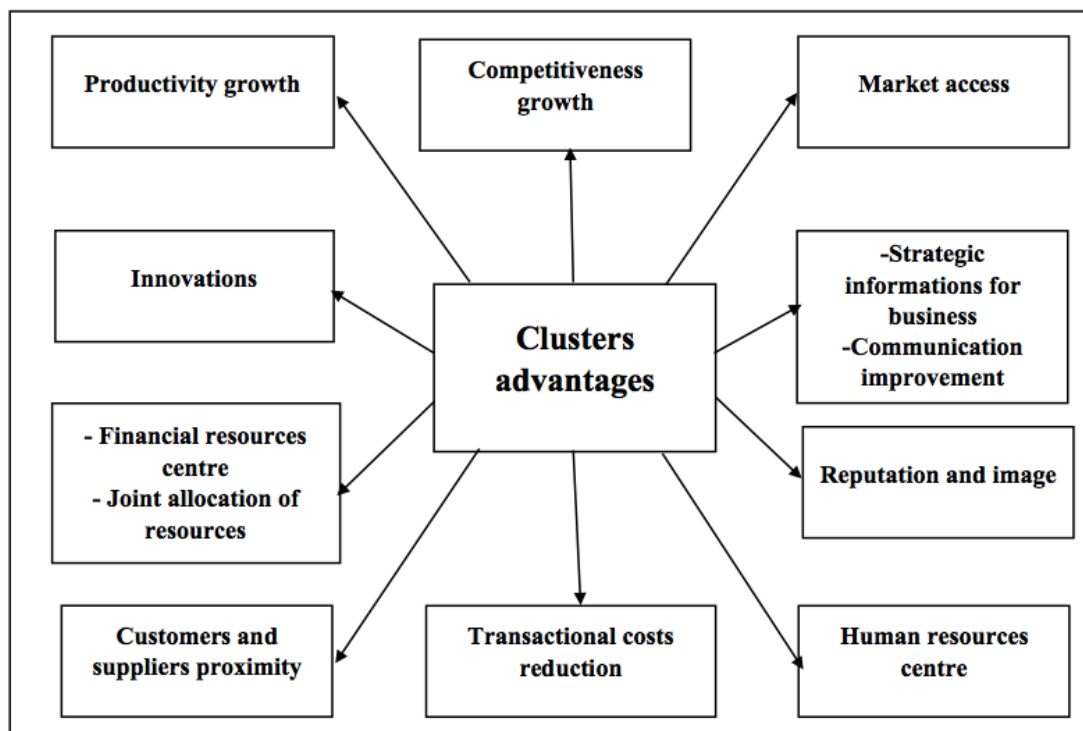 Productivity growth
Competitiveness
growth
Market access
Innovations
Clusters
advantages
-Strategic
informations for
business
-Communication
improvement
- Financial resources
centre
- Joint allocation of
resources
Reputation and image
Customers and
suppliers proximity
Transactional costs
reduction
Human resources
centre